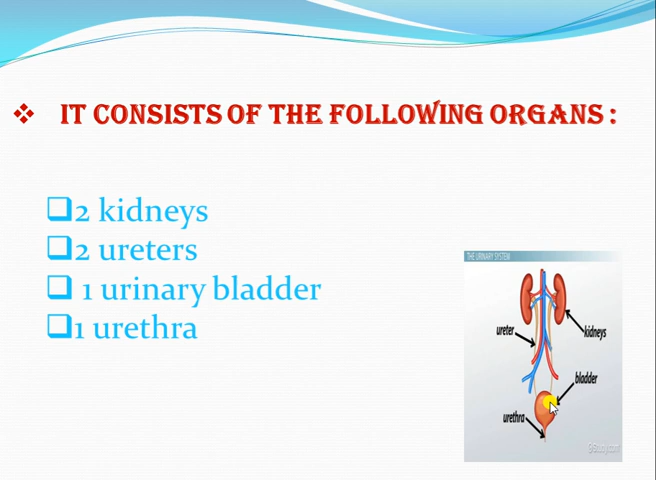 IT CONSISTS OF THE FOLLOWING ORGANS :
2 kidneys
2 ureters
1 urinary bladder
1 urethra
THE URINARY SYSTEM
ureter
kidneys
bladder
urethra